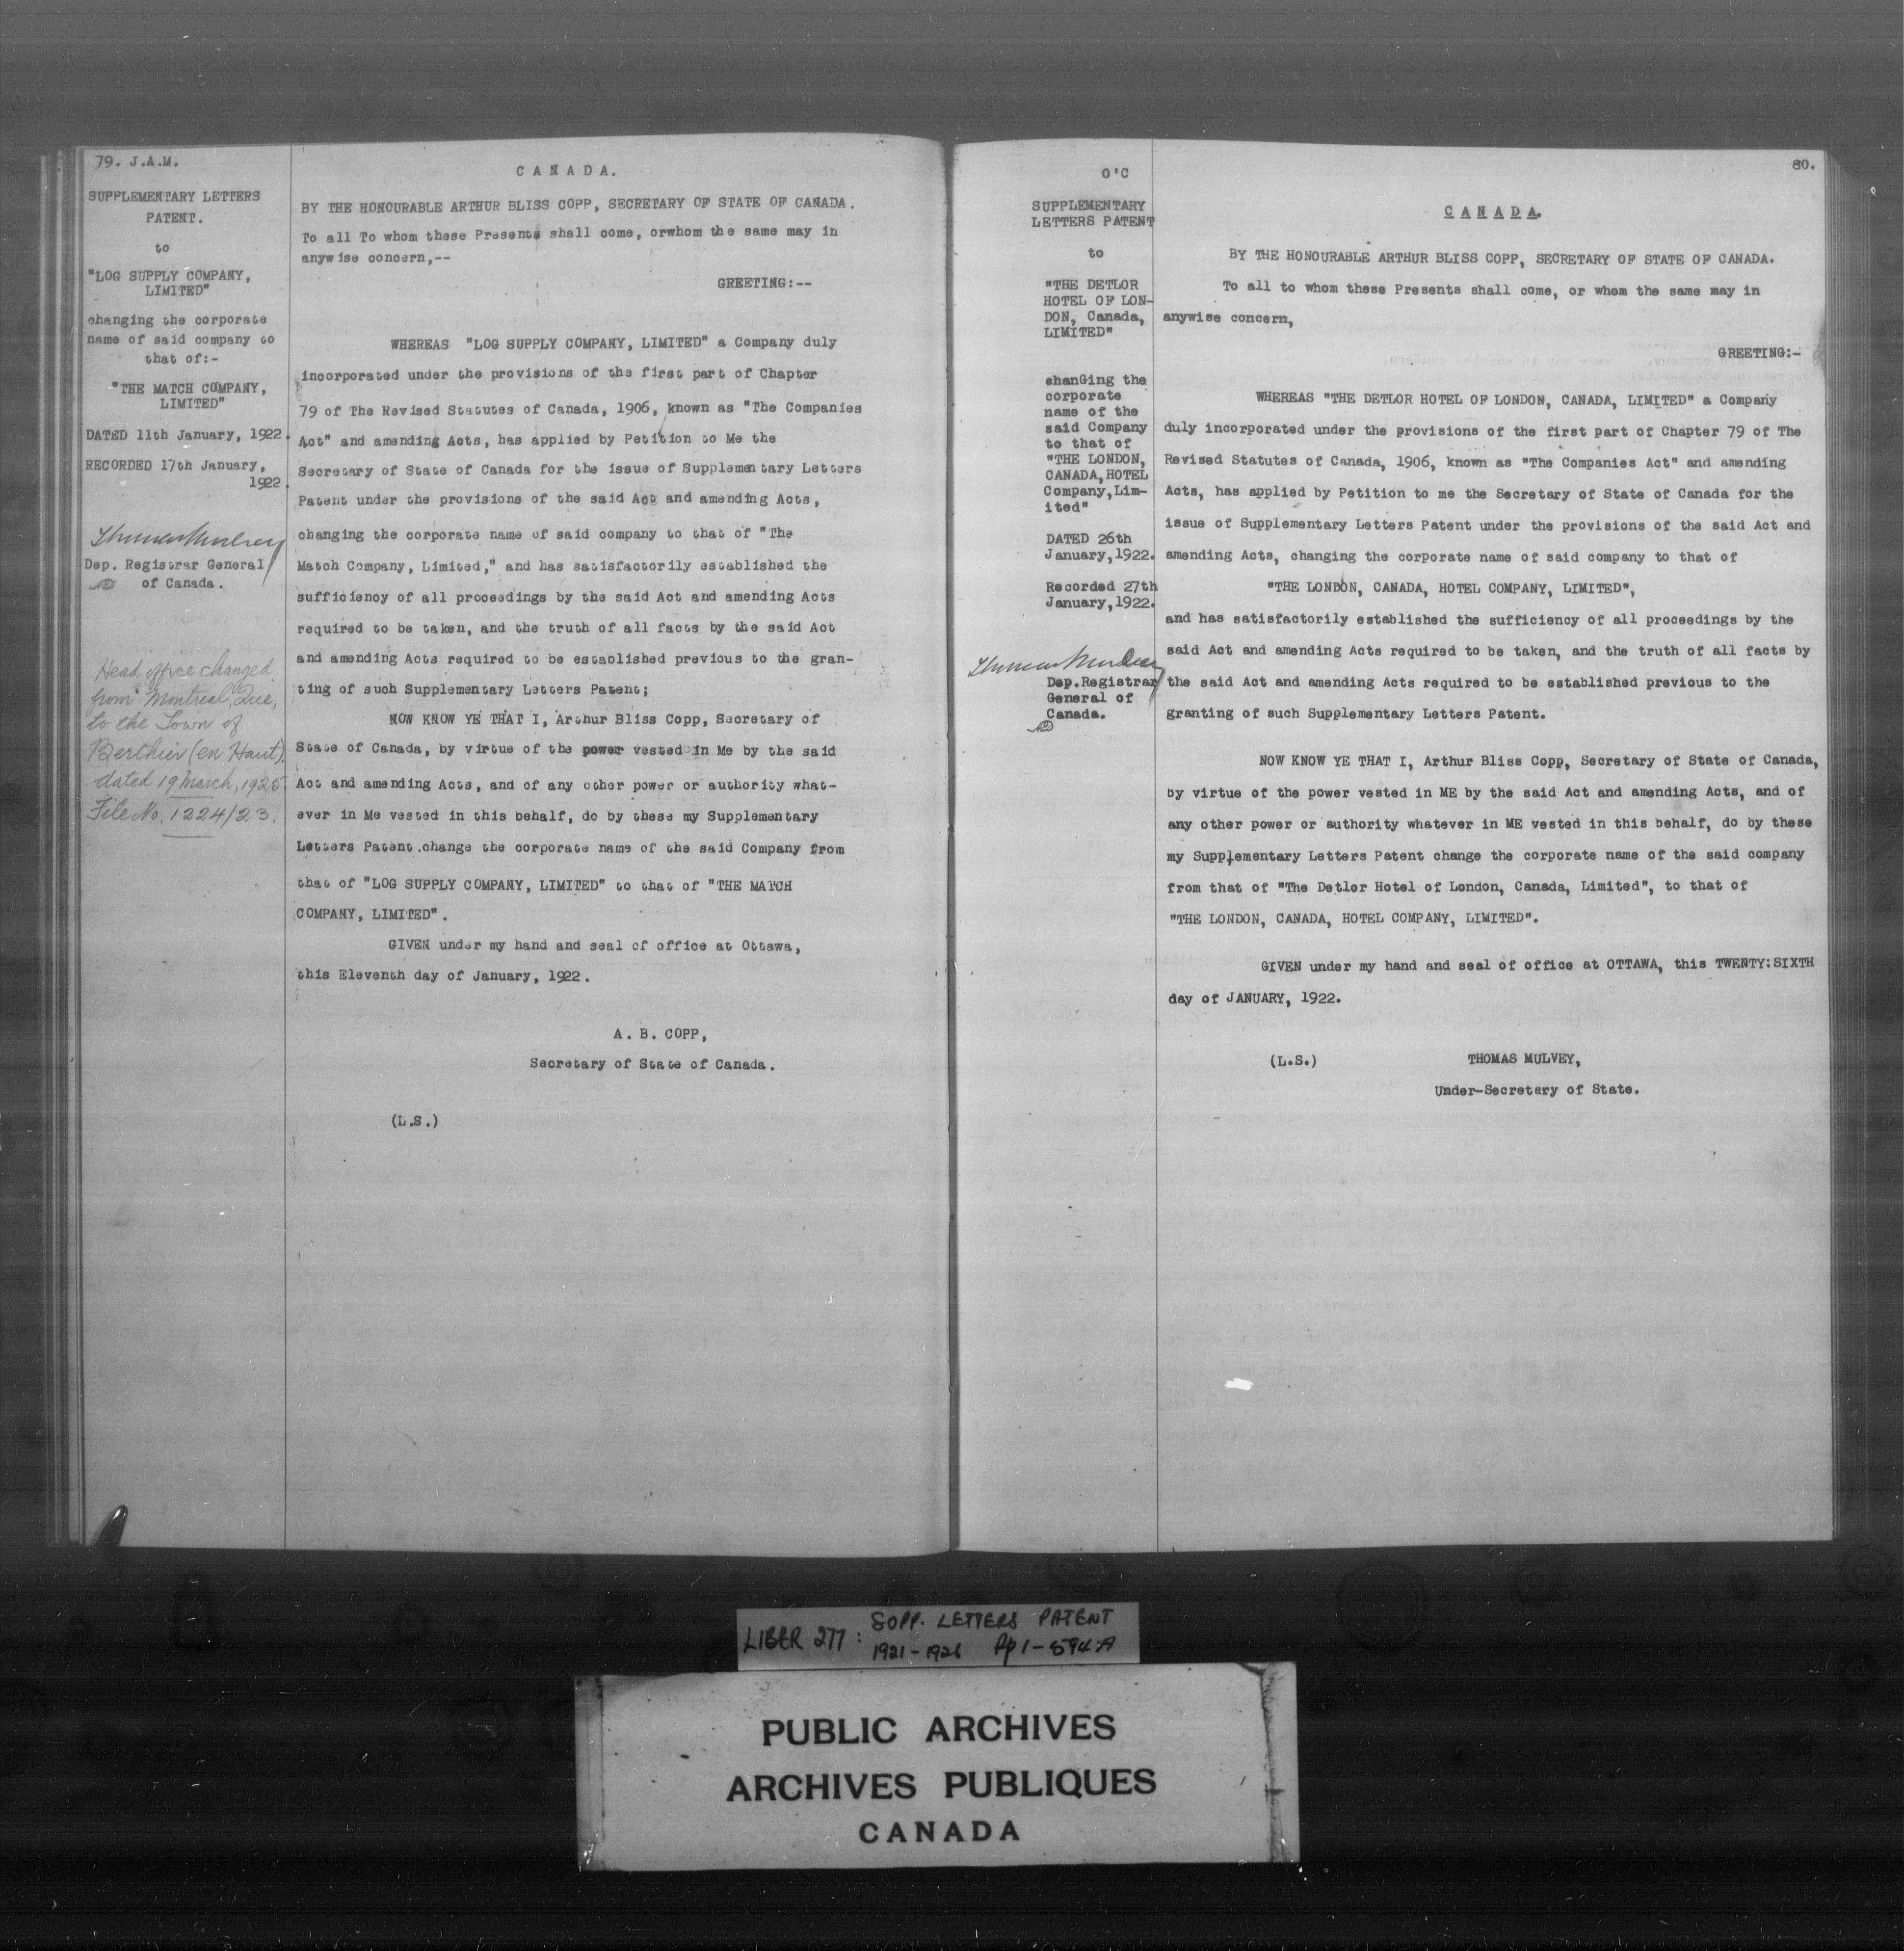 79. J.A.M.
SUPPLEMENTARY LETTERS
PATENT.
to
"LOG SUPPLY COMPANY,
LIMITED"
changing the corporate
name of said company to
that of:-
"THE MATCH COMPANY,
LIMITED"
DATED 11th January, 1922.
RECORDED 17th January,
1922.
Thomas Mulvey
Dep. Registrar General
of Canada.
Head office changed
from Montreal, Que,
to the Town of
Berthier (en Haut).
dated 19 March, 1925
File No. 1224/23.
CANADA.
BY THE HONOURABLE ARTHUR BLISS COPP, SECRETARY OF STATE OF CANADA.
To all To whom these Presents shall come, orwhom the same may in
anywise concern,--
GREETING:--
WHEREAS "LOG SUPPLY COMPANY, LIMITED" a Company duly
incorporated under the provisions of the first part of Chapter
79 of The Revised Statutes of Canada, 1906, known as "The Companies
Act" and amending Acts, has applied by Petition to Me the
Secretary of State of Canada for the issue of Supplementary Letters
Patent under the provisions of the said Act and amending Acts,
changing the corporate name of said company to that of "The
Match Company, Limited," and has satisfactorily established the
sufficiency of all proceedings by the said Act and amending Acts
required to be taken, and the truth of all facts by the said Act
and amending Acts required to be established previous to the gran-
ting of such Supplementary Letters Patent;
NOW KNOW YE THAT I, Arthur Bliss Copp, Secretary of
State of Canada, by virtue of the power vested in Me by the said
Act and amending Acts, and of any other power or authority what-
ever in Me vested in this behalf, do by these my Supplementary
Letters Patent change the corporate name of the said Company from
that of "LOG SUPPLY COMPANY, LIMITED" to that of "THE MATCH
COMPANY, LIMITED".
GIVEN under my hand and seal of office at Ottawa,
this Eleventh day of January, 1922.
A. B. COPP,
Secretary of State of Canada.
(L.S.)
O'C
SUPPLEMENTARY
LETTERS PATENT
to
"THE DETLOR
HOTEL OF LON-
DON, Canada,
LIMITED"
chanGing the
corporate
name of the
said Company
to that of
"THE LONDON,
CANADA, HOTEL
Company, Lim-
ited"
DATED 26th
January, 1922.
Recorded 27th
January, 1922.
Thomas Mulvey
Dep. Registrar
General of
Canada.
80.
CANADA.
BY THE HONOURABLE ARTHUR BLISS COPP, SECRETARY OF STATE OF CANADA.
To all to whom these Presents shall come, or whom the same may in
anywise concern,
GREETING:-
WHEREAS "THE DETLOR HOTEL OF LONDON, CANADA, LIMITED" a Company
duly incorporated under the provisions of the first part of Chapter 79 of The
Revised Statutes of Canada, 1906, known as "The Companies Act" and amending
Acts, has applied by Petition to me the Secretary of State of Canada for the
issue of Supplementary Letters Patent under the provisions of the said Act and
amending Acts, changing the corporate name of said company to that of
"THE LONDON, CANADA, HOTEL COMPANY, LIMITED",
and has satisfactorily established the sufficiency of all proceedings by the
said Act and amending Acts required to be taken, and the truth of all facts by
the said Act and amending Acts required to be established previous to the
granting of such Supplementary Letters Patent.
NOW KNOW YE THAT I, Arthur Bliss Copp, Secretary of State of Canada,
by virtue of the power vested in ME by the said Act and amending Acts, and of
any other power or authority whatever in ME vested in this behalf, do by these
my Supplementary Letters Patent change the corporate name of the said company
from that of "The Detlor Hotel of London, Canada, Limited", to that of
"THE LONDON, CANADA, HOTEL COMPANY, LIMITED".
GIVEN under my hand and seal of office at OTTAWA, this TWENTY:SIXTH
day of JANUARY, 1922.
(L.S.) THOMAS MULVEY,
Under-Secretary of State.
LIBER 277: SUPP. LETTERS PATENT
1921-1926 Pp 1-594A
PUBLIC ARCHIVES
ARCHIVES PUBLIQUES
CANADA